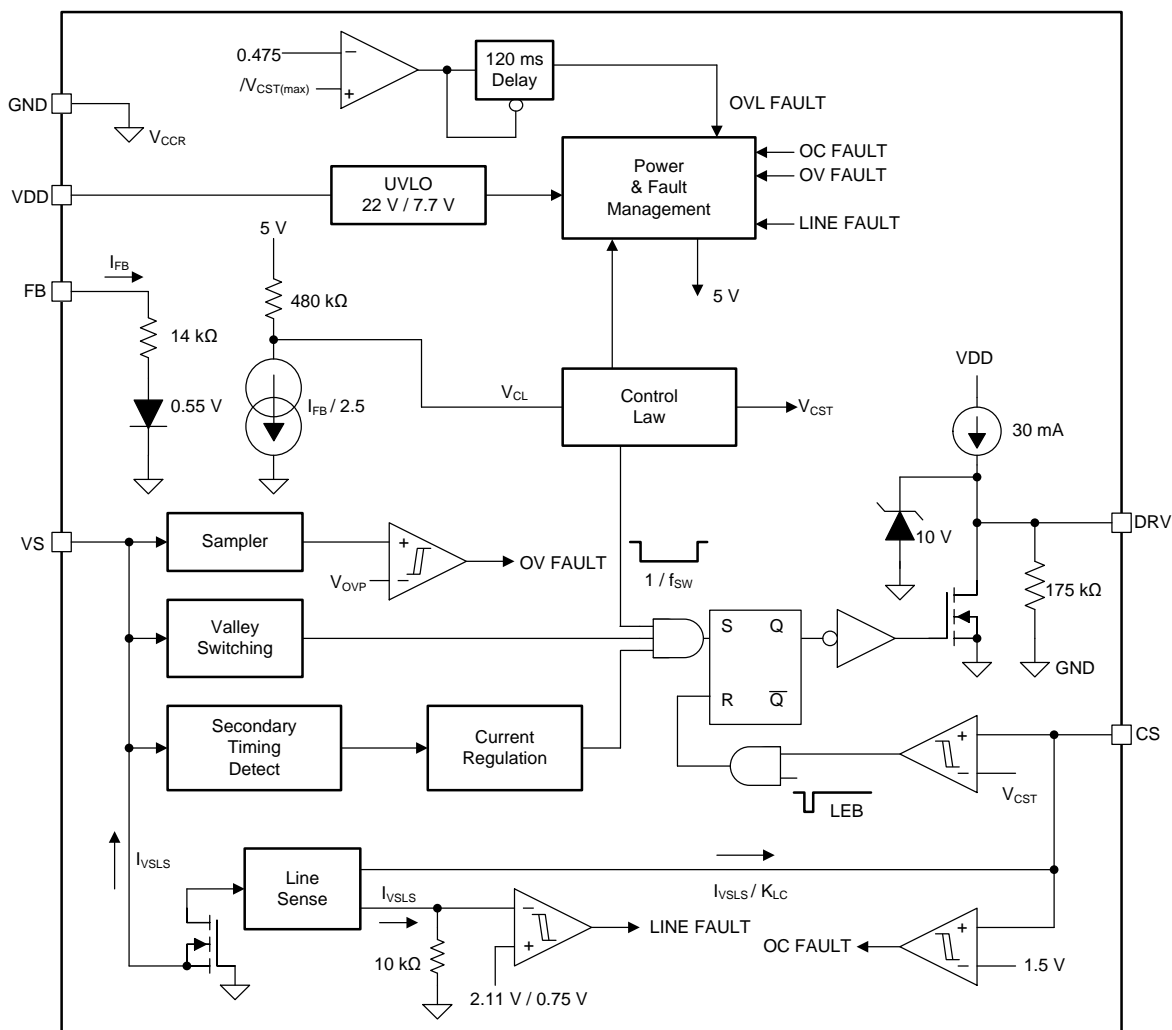 0.475
/VCST(max)
−
+
120 ms
Delay
OVL FAULT
GND
VCCR
VDD
UVLO
22 V / 7.7 V
Power
& Fault
Management
OC FAULT
OV FAULT
LINE FAULT
5 V
5 V
IFB
FB
14 kΩ
0.55 V
480 kΩ
IFB / 2.5
VCL
Control
Law
VCST
VDD
30 mA
10 V
DRV
175 kΩ
GND
VS
Sampler
+
−
VOVP
OV FAULT
1 / fSW
Valley
Switching
S
Q
R
Q̅
Secondary
Timing
Detect
Current
Regulation
LEB
+
−
VCST
CS
IVSLS
Line
Sense
IVSLS
IVSLS / KLC
10 kΩ
−
+
2.11 V / 0.75 V
LINE FAULT
OC FAULT
+
−
1.5 V